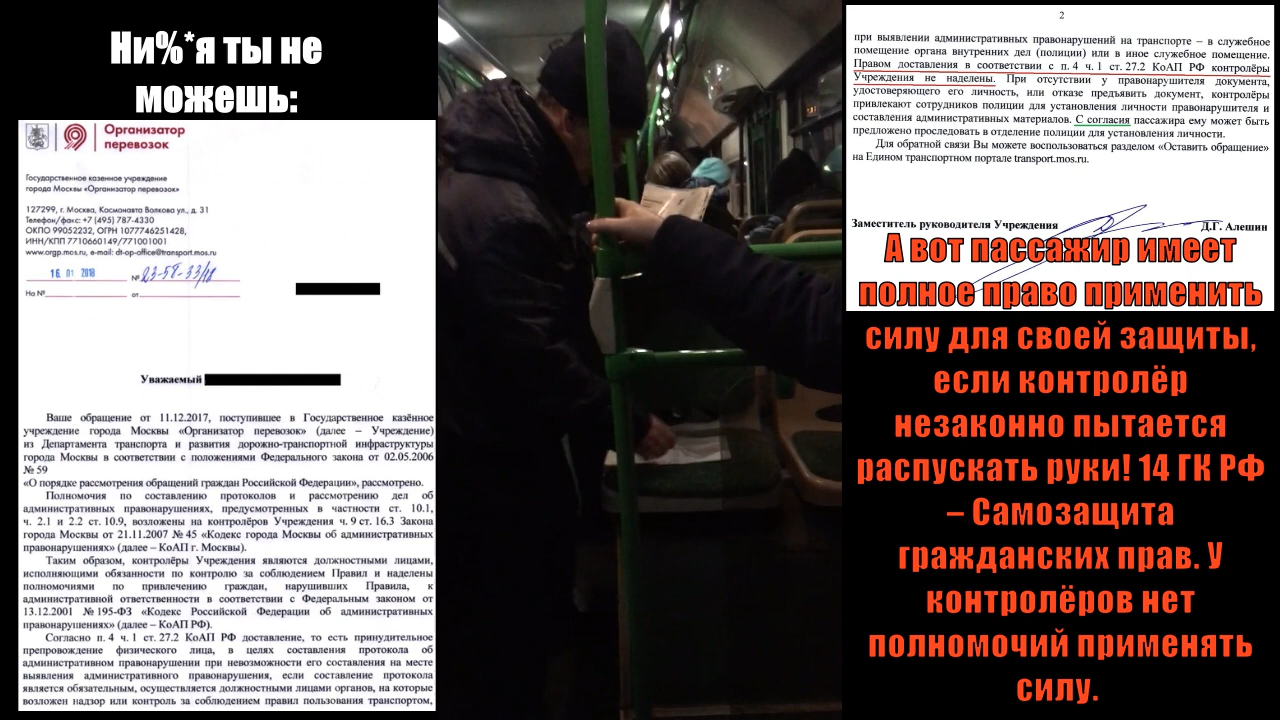 Ни%*я ты не
можешь:
Организатор
перевозок
Государственное казенное учреждение
города Москвы «Организатор перевозок»
127299, г. Москва, Космонавта Волкова ул., д. 31
Телефон/факс: +7 (495) 787-4330
ОКПО 99052232, ОГРН 1077746251428,
ИНН/КПП 7710660149/771001001
www.orgp.mos.ru, e-mail: dt-op-office@transport.mos.ru
16. 01 2018 № 23-58-33/18
На № от
Уважаемый
Ваше обращение от 11.12.2017, поступившее в Государственное казённое
учреждение города Москвы «Организатор перевозок» (далее – Учреждение)
из Департамента транспорта и развития дорожно-транспортной инфраструктуры
города Москвы в соответствии с положениями Федерального закона от 02.05.2006
№ 59
«О порядке рассмотрения обращений граждан Российской Федерации», рассмотрено.
Полномочия по составлению протоколов и рассмотрению дел об
административных правонарушениях, предусмотренных в частности ст. 10.1,
ч. 2.1 и 2.2 ст. 10.9, возложены на контролёров Учреждения ч. 9 ст. 16.3 Закона
города Москвы от 21.11.2007 № 45 «Кодекс города Москвы об административных
правонарушениях» (далее – КоАП г. Москвы).
Таким образом, контролёры Учреждения являются должностными лицами,
исполняющими обязанности по контролю за соблюдением Правил и наделены
полномочиями по привлечению граждан, нарушивших Правила, к
административной ответственности в соответствии с Федеральным законом от
13.12.2001 № 195-ФЗ «Кодекс Российской Федерации об административных
правонарушениях» (далее – КоАП РФ).
Согласно п. 4 ч. 1 ст. 27.2 КоАП РФ доставление, то есть принудительное
препровождение физического лица, в целях составления протокола об
административном правонарушении при невозможности его составления на месте
выявления административного правонарушения, если составление протокола
является обязательным, осуществляется должностными лицами органов, на которые
возложен надзор или контроль за соблюдением правил пользования транспортом,
2
при выявлении административных правонарушений на транспорте – в служебное
помещение органа внутренних дел (полиции) или в иное служебное помещение.
Правом доставления в соответствии с п. 4 ч. 1 ст. 27.2 КоАП РФ контролёры
Учреждения не наделены. При отсутствии у правонарушителя документа,
удостоверяющего его личность, или отказе предъявить документ, контролёры
привлекают сотрудников полиции для установления личности правонарушителя и
составления административных материалов. С согласия пассажира ему может быть
предложено проследовать в отделение полиции для установления личности.
Для обратной связи Вы можете воспользоваться разделом «Оставить обращение»
на Едином транспортном портале transport.mos.ru.
Заместитель руководителя Учреждения Д.Г. Алешин
А вот пассажир имеет
полное право применить
силу для своей защиты,
если контролёр
незаконно пытается
распускать руки! 14 ГК РФ
– Самозащита
гражданских прав. У
контролёров нет
полномочий применять
силу.